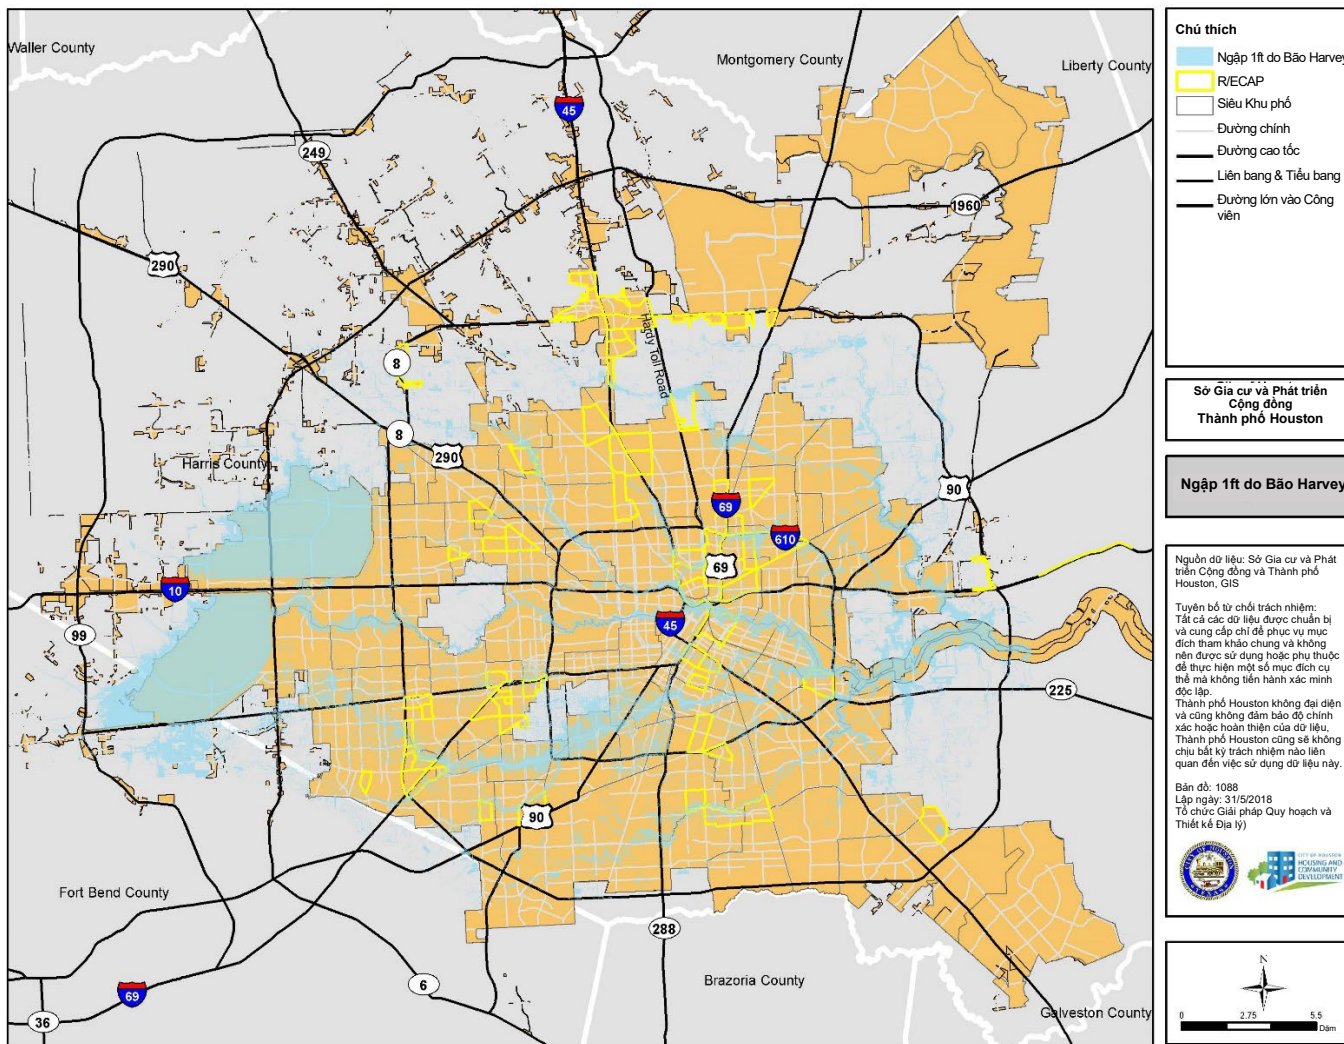 Waller County
Montgomery County
Liberty County
45
249
1960
290
Hardy Toll Road
8
8
290
Harris County
90
69
610
69
10
45
99
225
90
Fort Bend County
288
6
Brazoria County
69
36
Galveston County
Chú thích
Ngập 1ft do Bão Harvey
R/ECAP
Siêu Khu phố
Đường chính
Đường cao tốc
Liên bang & Tiểu bang
Đường lớn vào Công
viên
Sở Gia cư và Phát triển
Cộng đồng
Thành phố Houston
Ngập 1ft do Bão Harvey
Nguồn dữ liệu: Sở Gia cư và Phát
triển Cộng đồng và Thành phố
Houston, GIS
Tuyên bố từ chối trách nhiệm:
Tất cả các dữ liệu được chuẩn bị
và cung cấp chỉ để phục vụ mục
đích tham khảo chung và không
nên được sử dụng hoặc phụ thuộc
để thực hiện một số mục đích cụ
thể mà không tiến hành xác minh
độc lập.
Thành phố Houston không đại diện
và cũng không đảm bảo độ chính
xác hoặc hoàn thiện của dữ liệu,
Thành phố Houston cũng sẽ không
chịu bất kỳ trách nhiệm nào liên
quan đến việc sử dụng dữ liệu này.
Bản đồ: 1088
Lập ngày: 31/5/2018
Tổ chức Giải pháp Quy hoạch và
Thiết kế Địa lý)
CITY OF HOUSTON
HOUSING AND
COMMUNITY
DEVELOPMENT
N
0 2.75 5.5
Dặm